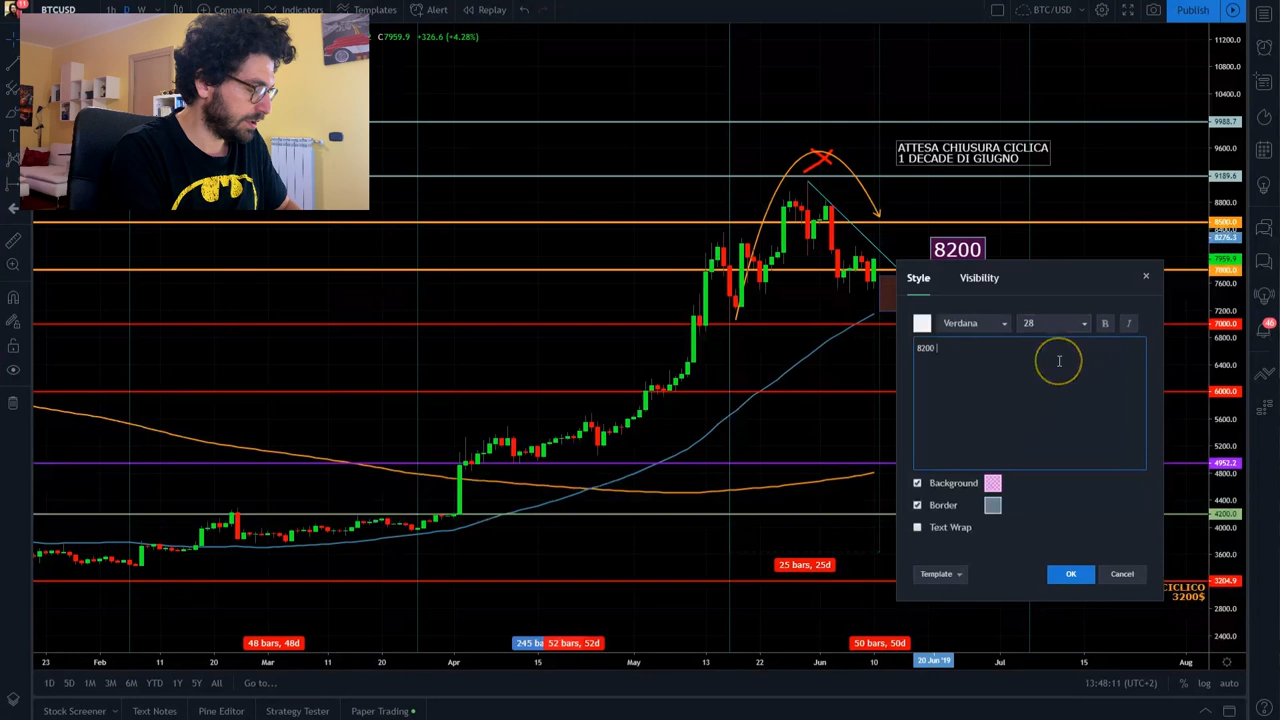 11
BTCUSD
1h
D
W
Compare
Indicators
Templates
Alert
Replay
BTC/USD
Publish
C7959.9 +326.6 (+4.28%)
11200.0
10800.0
10400.0
9988.7
9600.0
9189.6
8800.0
8500.0
8400.0
8276.3
7959.9
7800.0
7600.0
7200.0
7000.0
6800.0
6400.0
6000.0
5600.0
5200.0
4952.2
4800.0
4400.0
4200.0
4000.0
3600.0
3204.9
2800.0
2400.0
ATTESA CHIUSURA CICLICA
1 DECADE DI GIUGNO
8200
Style
Visibility
Verdana
28
B
I
8200
Background
Border
Text Wrap
Template
OK
Cancel
46
25 bars, 25d
CICLICO
3200$
48 bars, 48d
245 ba
52 bars, 52d
50 bars, 50d
23
Feb
11
20
Mar
11
20
Apr
15
May
13
22
Jun
10
20 Jun '19
Jul
15
Aug
1D
5D
1M
3M
6M
YTD
1Y
5Y
All
Go to...
13:48:11 (UTC+2)
%
log
auto
Stock Screener
Text Notes
Pine Editor
Strategy Tester
Paper Trading